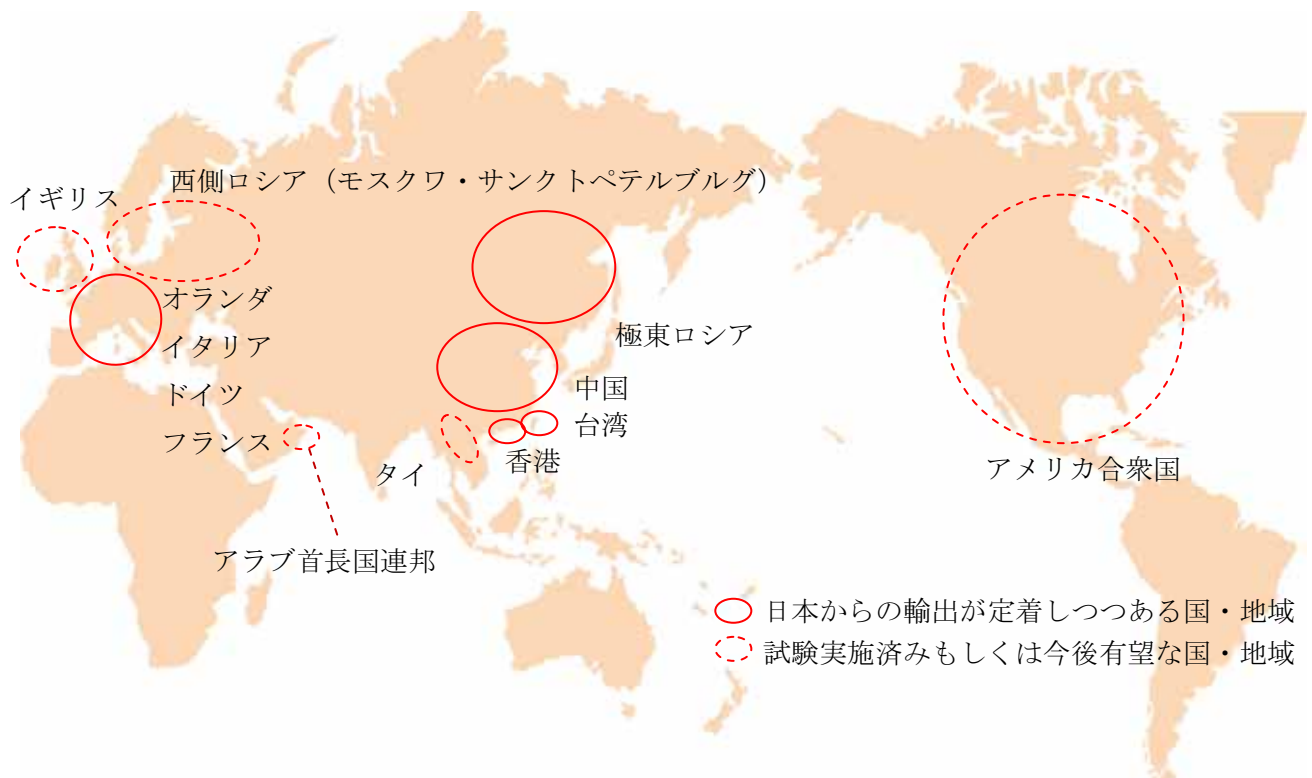 イギリス
西側ロシア（モスクワ・サンクトペテルブルグ）
オランダ
イタリア
ドイツ
フランス
極東ロシア
中国
台湾
香港
タイ
アメリカ合衆国
アラブ首長国連邦
日本からの輸出が定着しつつある国・地域
試験実施済みもしくは今後有望な国・地域